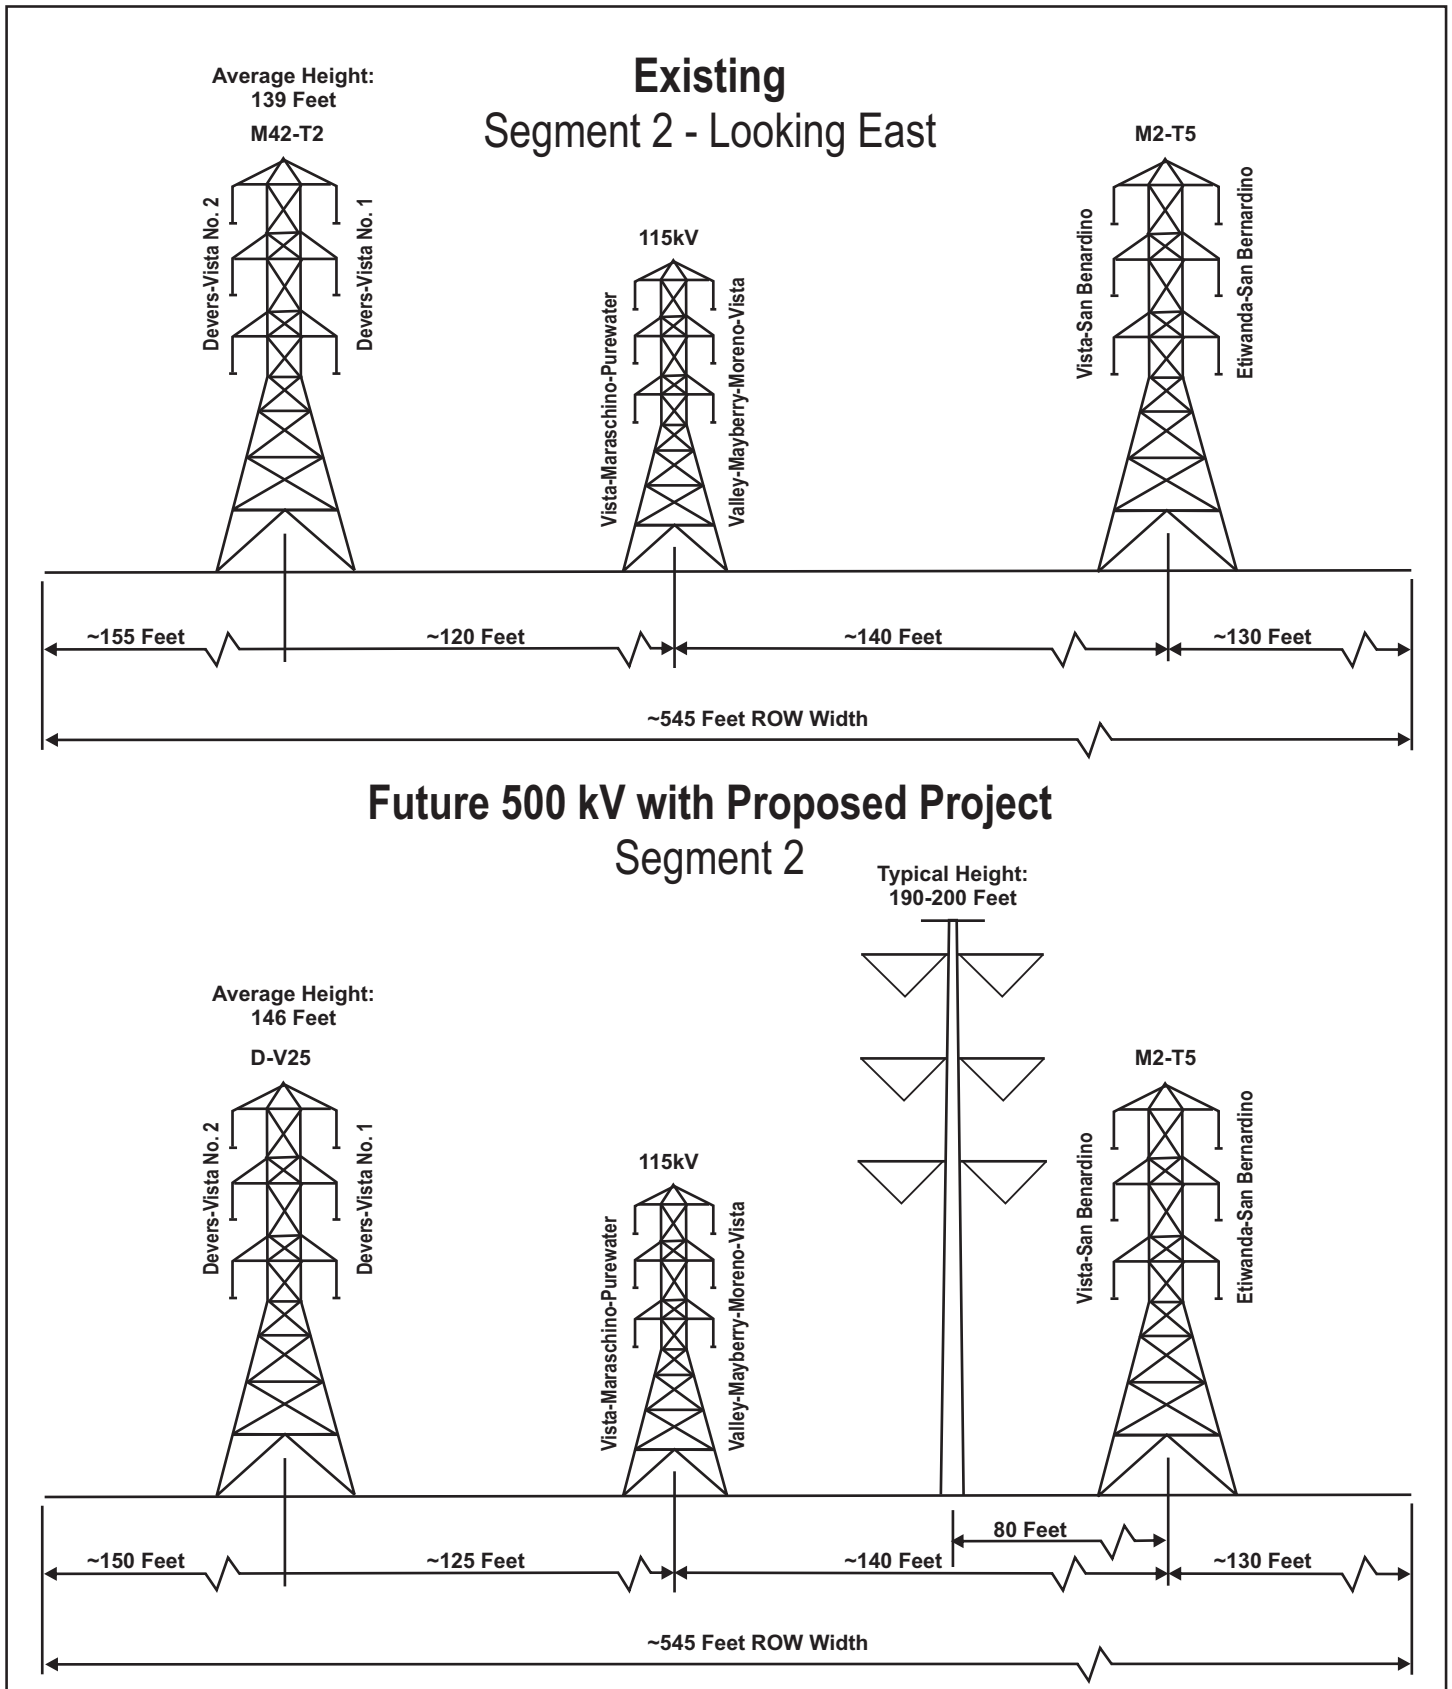 Existing
Segment 2 - Looking East
Average Height:
139 Feet
M42-T2
Devers-Vista No. 2
Devers-Vista No. 1
115kV
Vista-Maraschino-Purewater
Valley-Mayberry-Moreno-Vista
M2-T5
Vista-San Benardino
Etiwanda-San Bernardino
~155 Feet
~120 Feet
~140 Feet
~130 Feet
~545 Feet ROW Width
Future 500 kV with Proposed Project
Segment 2
Typical Height:
190-200 Feet
Average Height:
146 Feet
D-V25
Devers-Vista No. 2
Devers-Vista No. 1
115kV
Vista-Maraschino-Purewater
Valley-Mayberry-Moreno-Vista
M2-T5
Vista-San Benardino
Etiwanda-San Bernardino
80 Feet
~150 Feet
~125 Feet
~140 Feet
~130 Feet
~545 Feet ROW Width